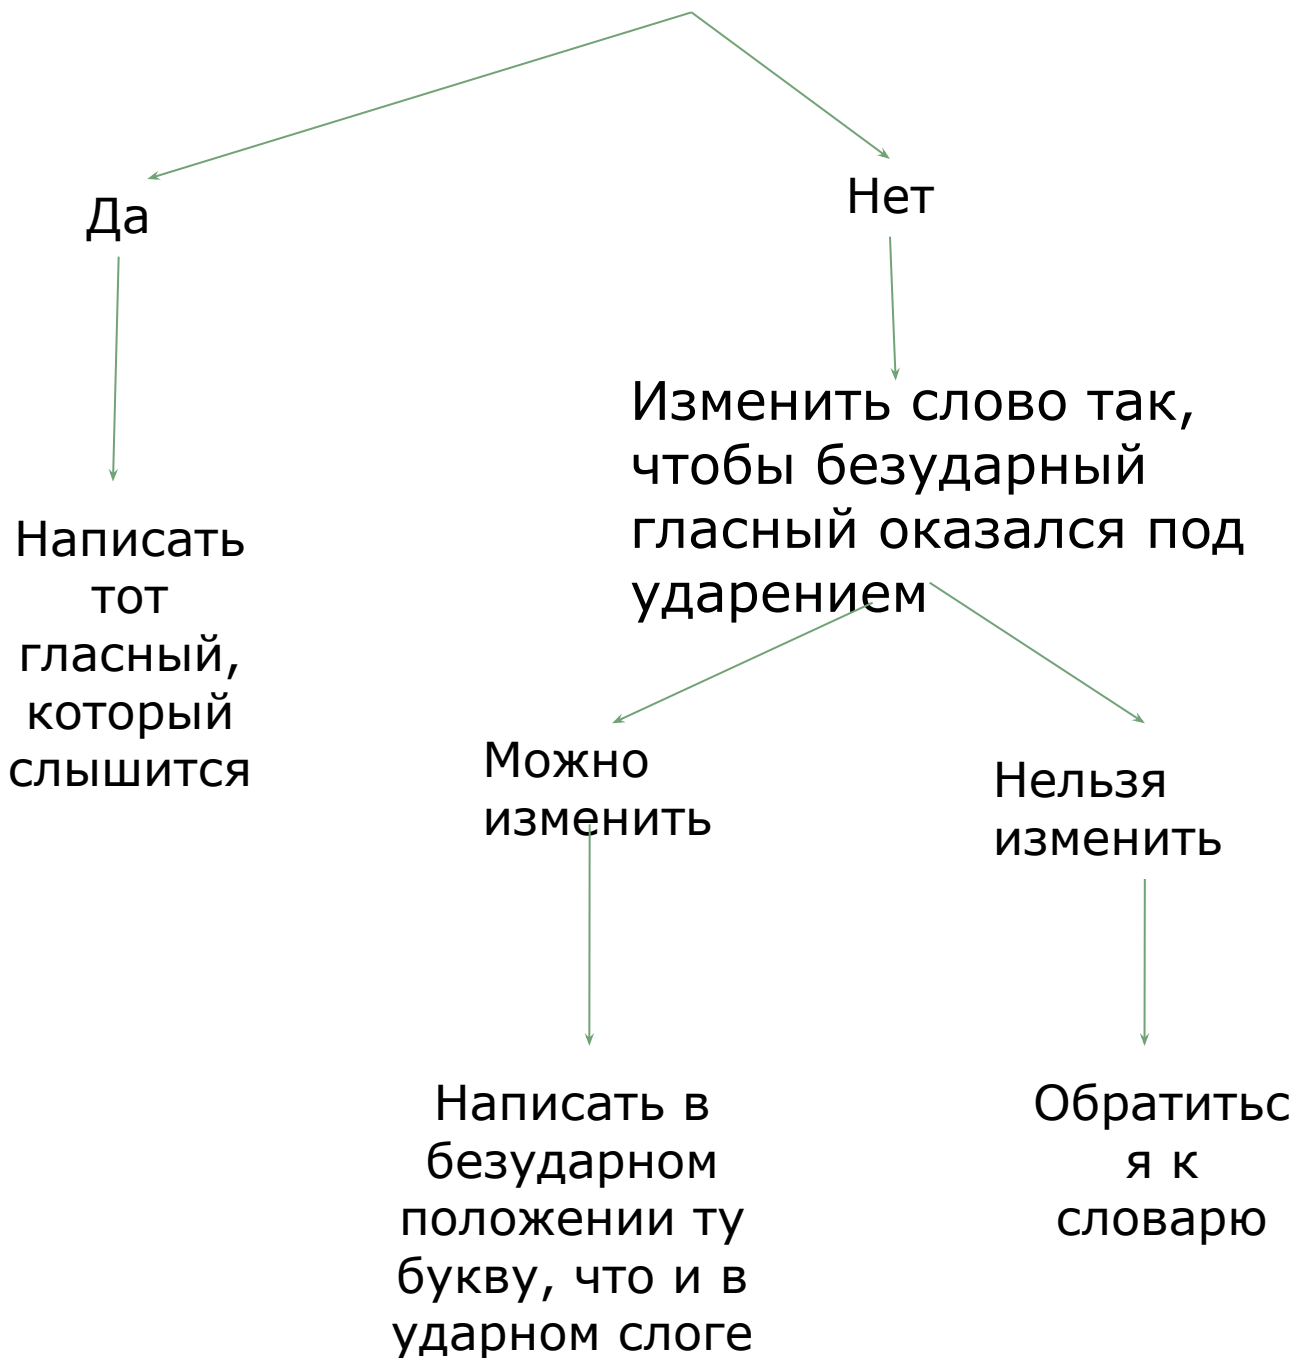 Да
Нет
Написать
тот
гласный,
который
слышится
Изменить слово так,
чтобы безударный
гласный оказался под
ударением
Можно
изменить
Нельзя
изменить
Написать в
безударном
положении ту
букву, что и в
ударном слоге
Обратитьс
я к
словарю